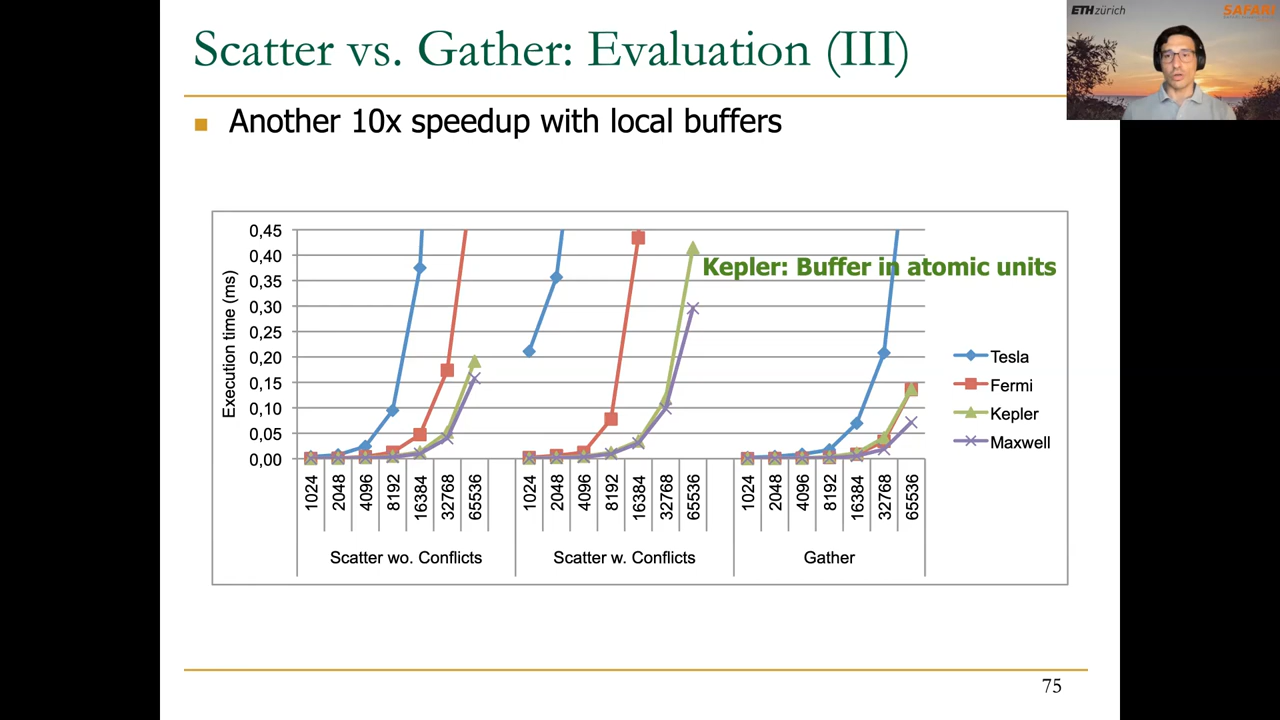 Scatter vs. Gather: Evaluation (III)
ETHzürich
SAFARI
Another 10x speedup with local buffers
Execution time (ms)
0,45
0,40
0,35
0,30
0,25
0,20
0,15
0,10
0,05
0,00
Kepler: Buffer in atomic units
Tesla
Fermi
Kepler
Maxwell
1024 2048 4096 8192 16384 32768 65536 1024 2048 4096 8192 16384 32768 65536 1024 2048 4096 8192 16384 32768 65536
Scatter wo. Conflicts Scatter w. Conflicts Gather
75